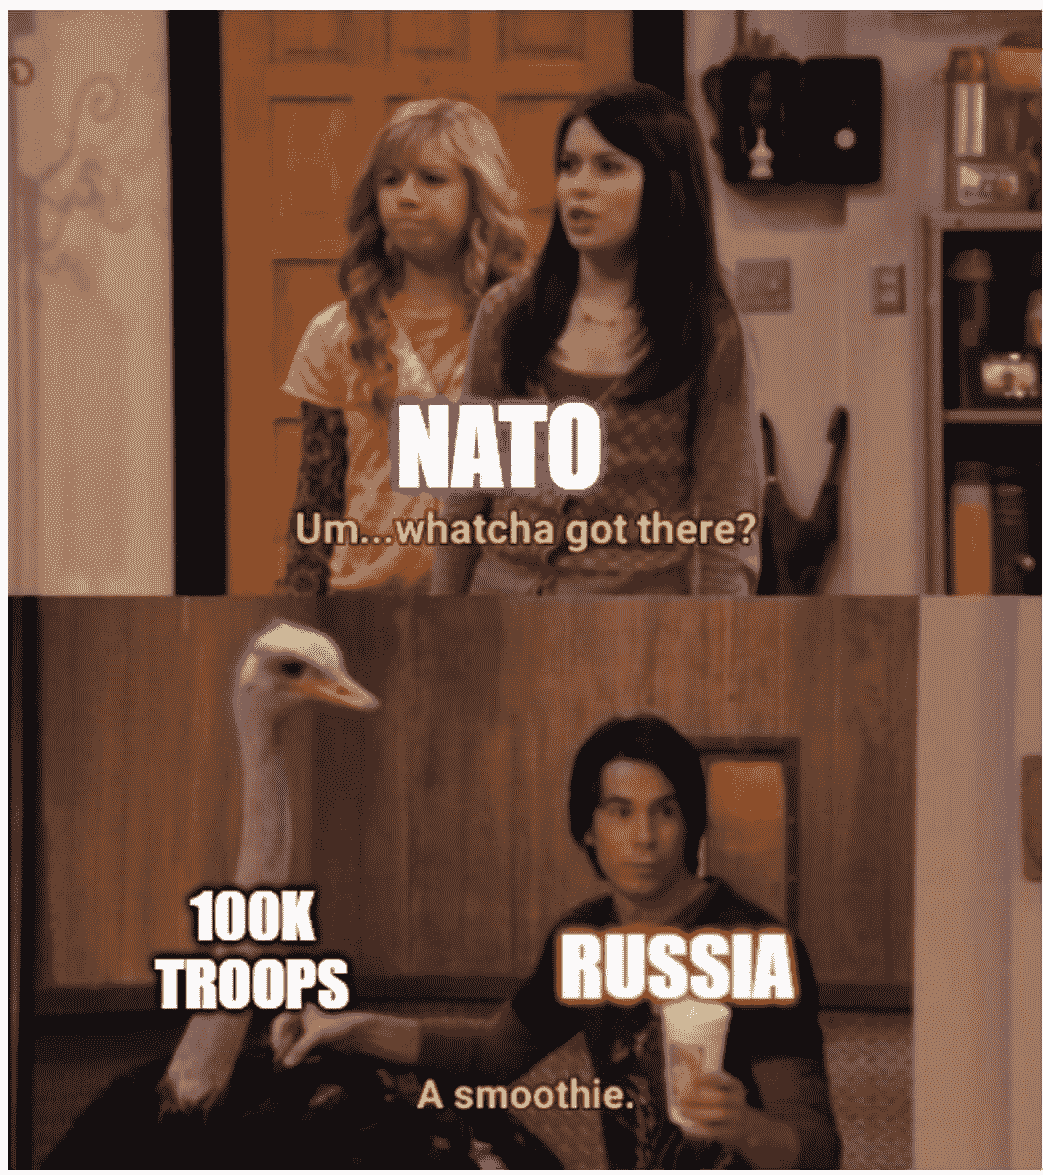 NATO
Um...whatcha got there?
100K
TROOPS
RUSSIA
A smoothie.